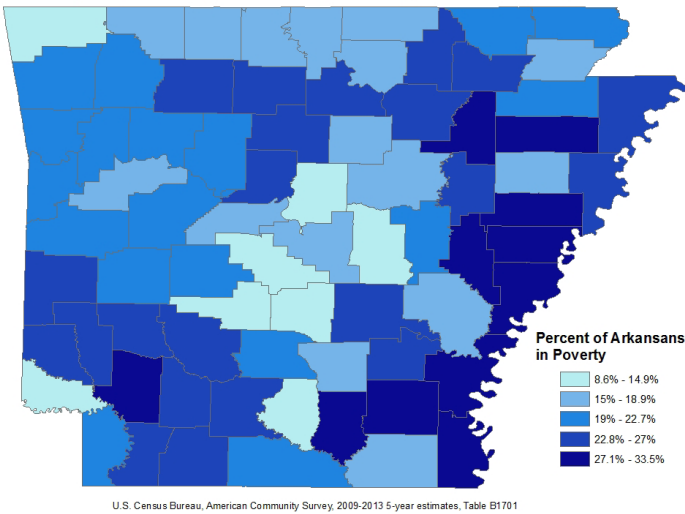 Percent of Arkansans
in Poverty
8.6% - 14.9%
15% - 18.9%
19% - 22.7%
22.8% - 27%
27.1% - 33.5%
U.S. Census Bureau, American Community Survey, 2009-2013 5-year estimates, Table B1701